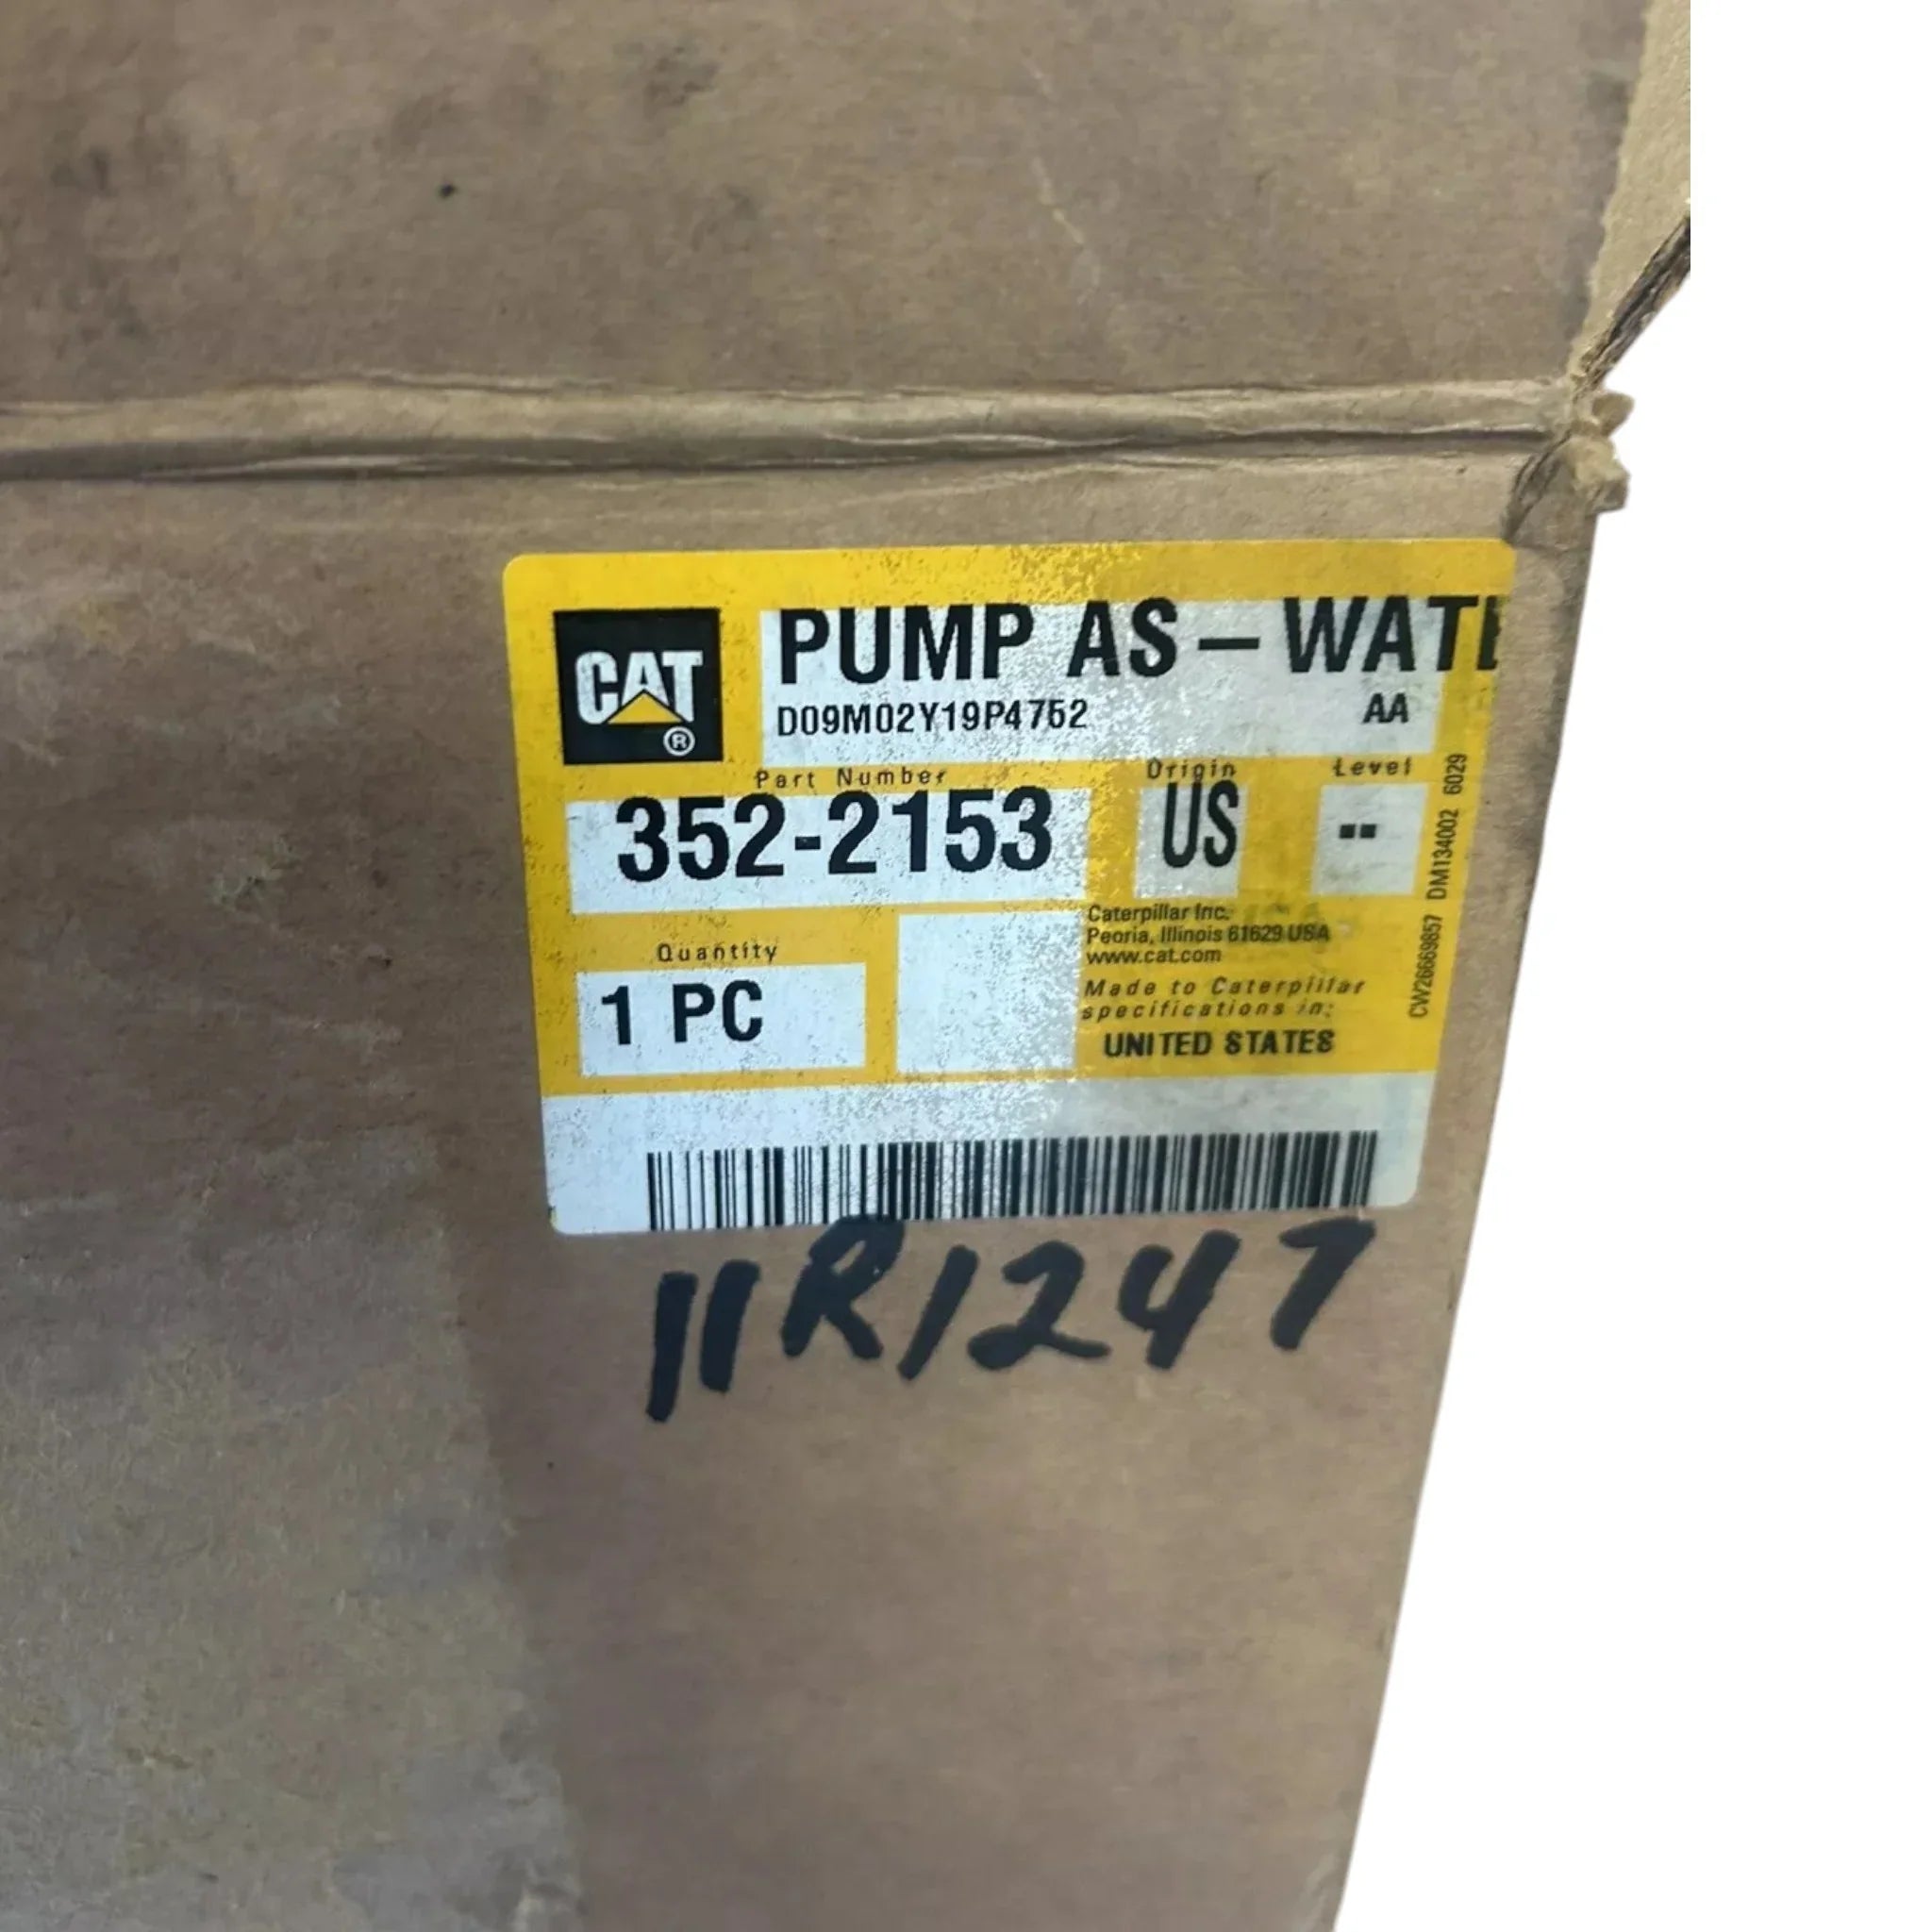 CAT
®
PUMP AS – WATE
D09M02Y19P4752 AA
Part Number Origin Level
352-2153 US --
Quantity
1 PC
Caterpillar Inc.
Peoria, Illinois 61629 USA
www.cat.com
Made to Caterpillar
specifications in:
UNITED STATES
CW26669857 DM134002 6029
11R1247